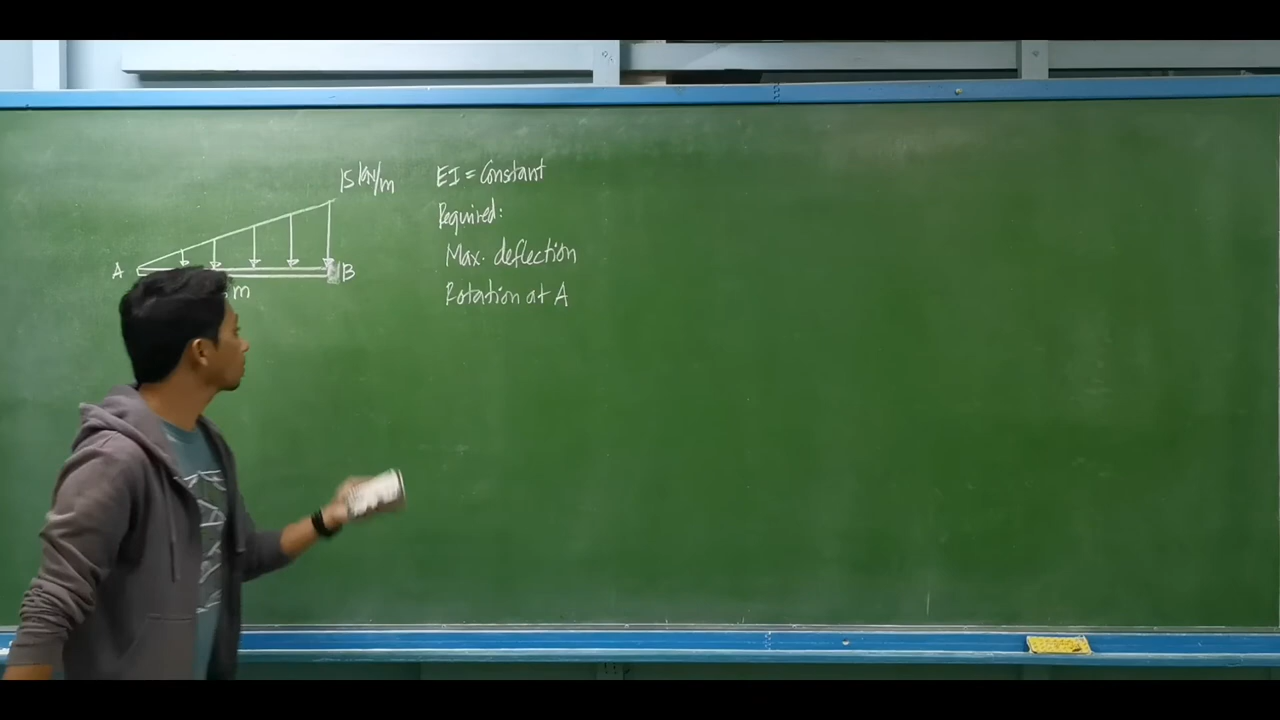 15 kN/m
A
B
m
EI = Constant
Required:
Max. deflection
Rotation at A